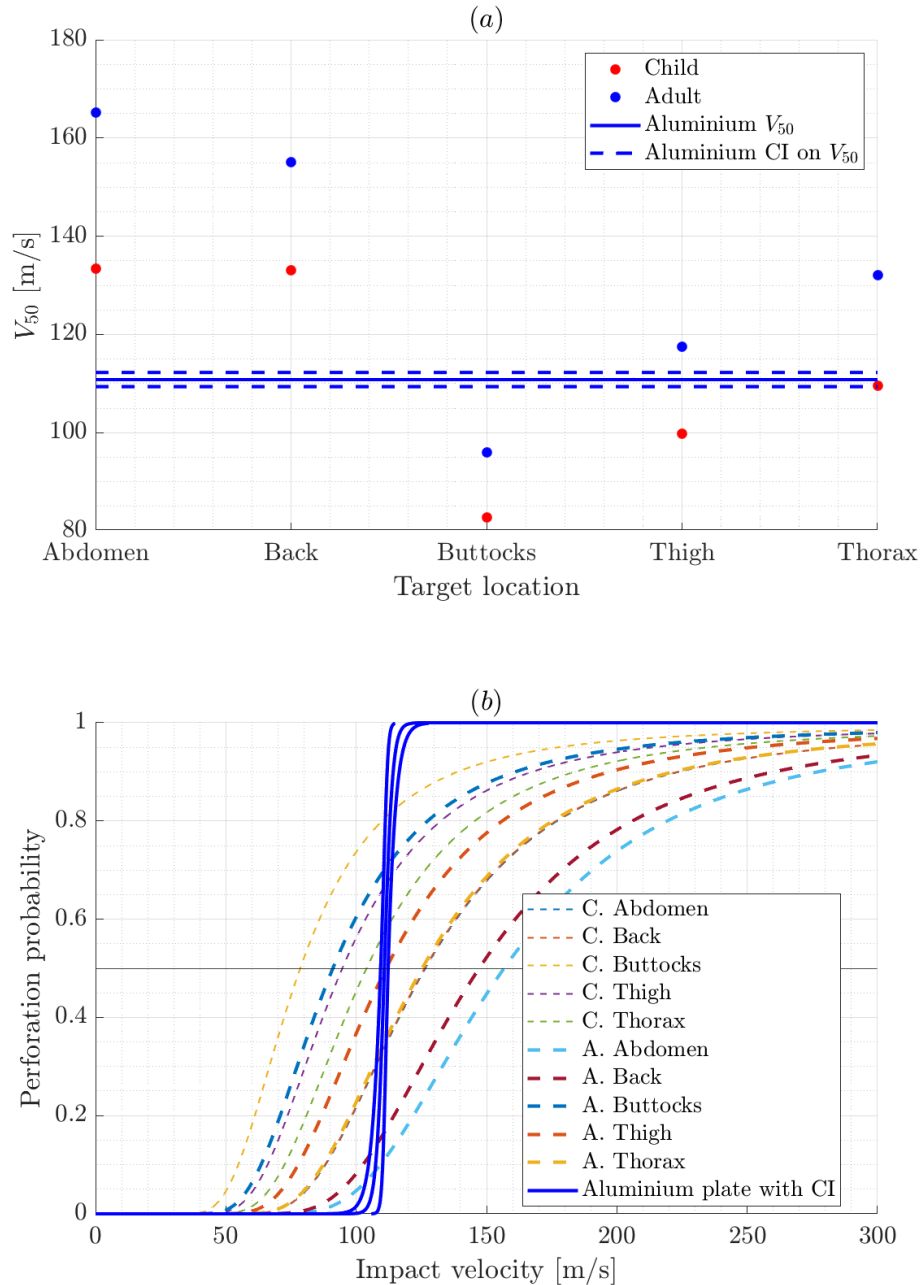 (a)
180
160
140
120
100
80
V50 [m/s]
Child
Adult
Aluminium V50
Aluminium CI on V50
Abdomen Back Buttocks Thigh Thorax
Target location
(b)
1
0.8
0.6
0.4
0.2
0
Perforation probability
C. Abdomen
C. Back
C. Buttocks
C. Thigh
C. Thorax
A. Abdomen
A. Back
A. Buttocks
A. Thigh
A. Thorax
Aluminium plate with CI
0 50 100 150 200 250 300
Impact velocity [m/s]